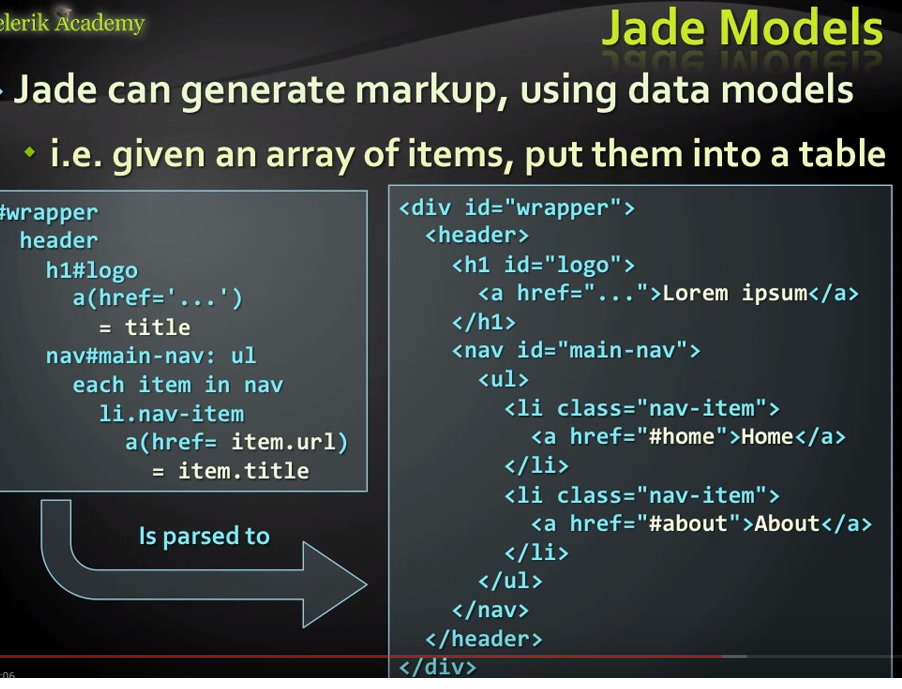 elerik Academy
Jade Models
Jade can generate markup, using data models
i.e. given an array of items, put them into a table
#wrapper
header
h1#logo
a(href='...')
= title
nav#main-nav: ul
each item in nav
li.nav-item
a(href= item.url)
= item.title
Is parsed to
<div id="wrapper">
<header>
<h1 id="logo">
<a href="...">Lorem ipsum</a>
</h1>
<nav id="main-nav">
<ul>
<li class="nav-item">
<a href="#home">Home</a>
</li>
<li class="nav-item">
<a href="#about">About</a>
</li>
</ul>
</nav>
</header>
</div>
:06